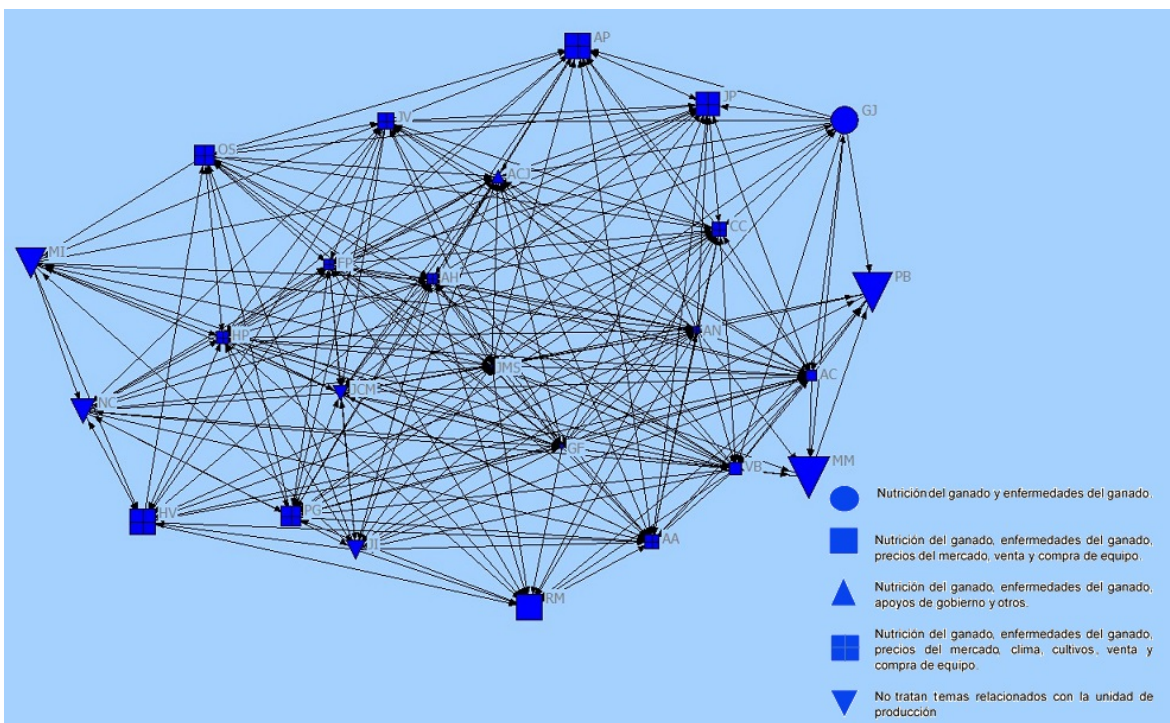 AP
JP
GJ
JV
OS
ACJ
CC
MI
FP
AH
PB
HP
AN
JMS
AC
JCM
NC
GF
VB
MM
HV
PG
JI
AA
RM
Nutrición del ganado y enfermedades del ganado.
Nutrición del ganado, enfermedades del ganado,
precios del mercado, venta y compra de equipo.
Nutrición del ganado, enfermedades del ganado,
apoyos de gobierno y otros.
Nutrición del ganado, enfermedades del ganado,
precios del mercado, clima, cultivos, venta y
compra de equipo.
No tratan temas relacionados con la unidad de
producción